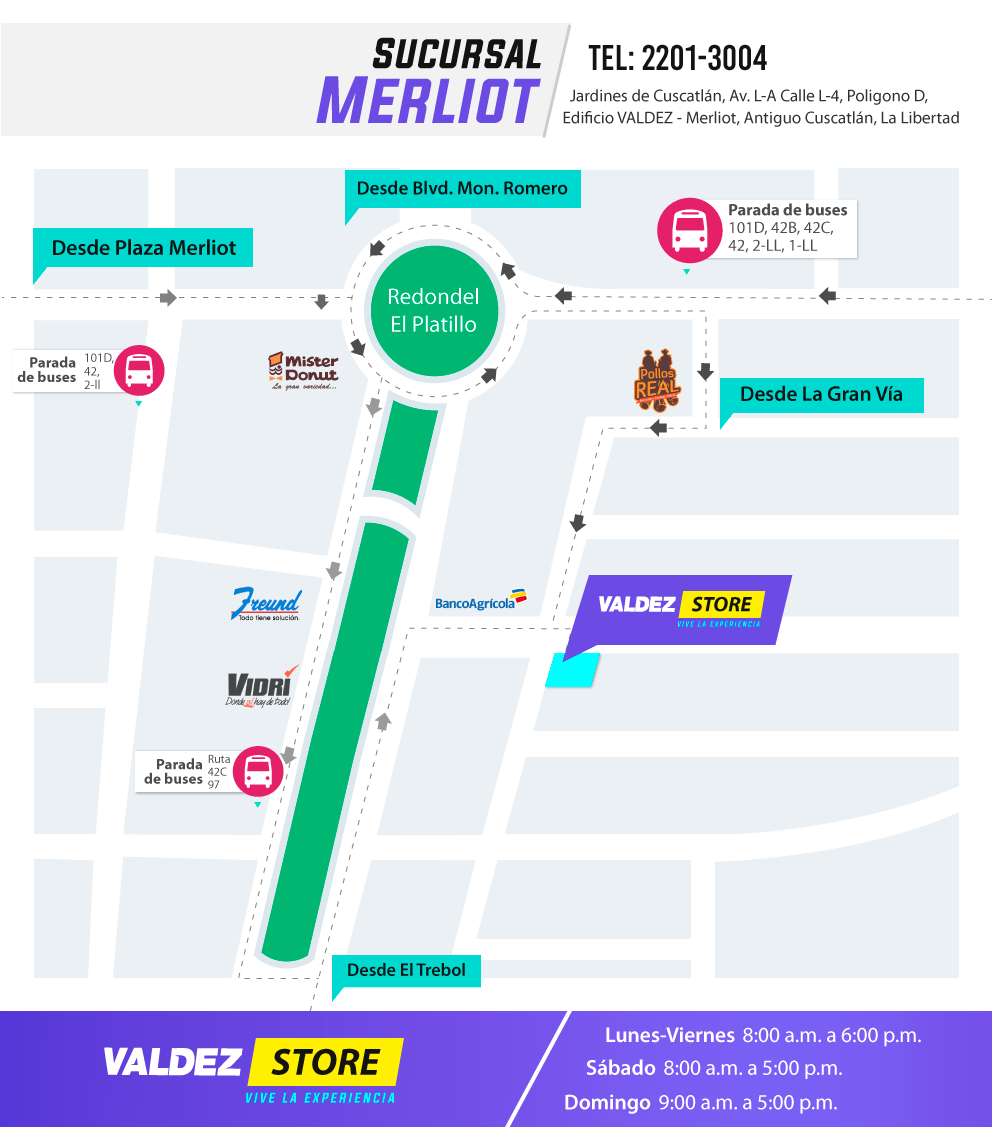 SUCURSAL
MERLIOT
TEL: 2201-3004
Jardines de Cuscatlán, Av. L-A Calle L-4, Poligono D,
Edificio VALDEZ - Merliot, Antiguo Cuscatlán, La Libertad
Desde Blvd. Mon. Romero
Desde Plaza Merliot
Parada de buses
101D, 42B, 42C,
42, 2-LL, 1-LL
Redondel
El Platillo
Parada
de buses
101D,
42,
2-ll
Mister
Donut
La gran variedad...
Pollos
REAL
Desde La Gran Vía
Freund
Todo tiene solución.
BancoAgrícola
VALDEZ STORE
VIVE LA EXPERIENCIA
VIDRÍ
Donde sí hay de todo!
Parada
de buses
Ruta
42C
97
Desde El Trebol
VALDEZ STORE
VIVE LA EXPERIENCIA
Lunes-Viernes 8:00 a.m. a 6:00 p.m.
Sábado 8:00 a.m. a 5:00 p.m.
Domingo 9:00 a.m. a 5:00 p.m.